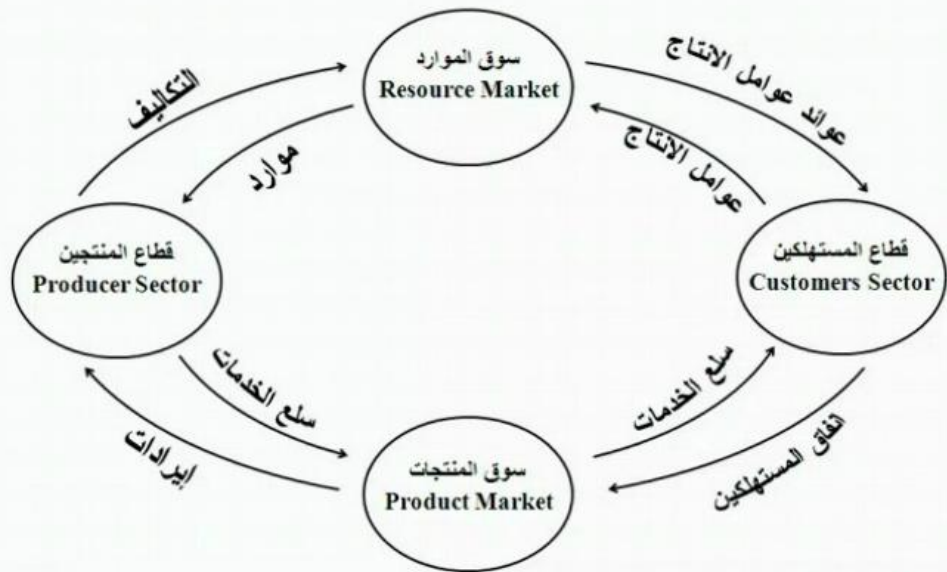 سوق الموارد
Resource Market
التكاليف
عوائد عوامل الانتاج
موارد
عوامل الانتاج
قطاع المنتجين
Producer Sector
قطاع المستهلكين
Customers Sector
سلع الخدمات
سلع الخدمات
إيرادات
انفاق المستهلكين
سوق المنتجات
Product Market